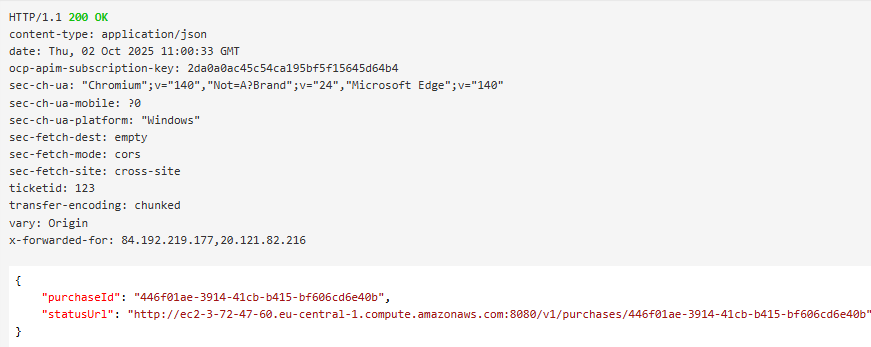 HTTP/1.1 200 OK
content-type: application/json
date: Thu, 02 Oct 2025 11:00:33 GMT
ocp-apim-subscription-key: 2da0a0ac45c54ca195bf5f15645d64b4
sec-ch-ua: "Chromium";v="140","Not=A?Brand";v="24","Microsoft Edge";v="140"
sec-ch-ua-mobile: ?0
sec-ch-ua-platform: "Windows"
sec-fetch-dest: empty
sec-fetch-mode: cors
sec-fetch-site: cross-site
ticketid: 123
transfer-encoding: chunked
vary: Origin
x-forwarded-for: 84.192.219.177,20.121.82.216
{
    "purchaseId": "446f01ae-3914-41cb-b415-bf606cd6e40b",
    "statusUrl": "http://ec2-3-72-47-60.eu-central-1.compute.amazonaws.com:8080/v1/purchases/446f01ae-3914-41cb-b415-bf606cd6e40b"
}